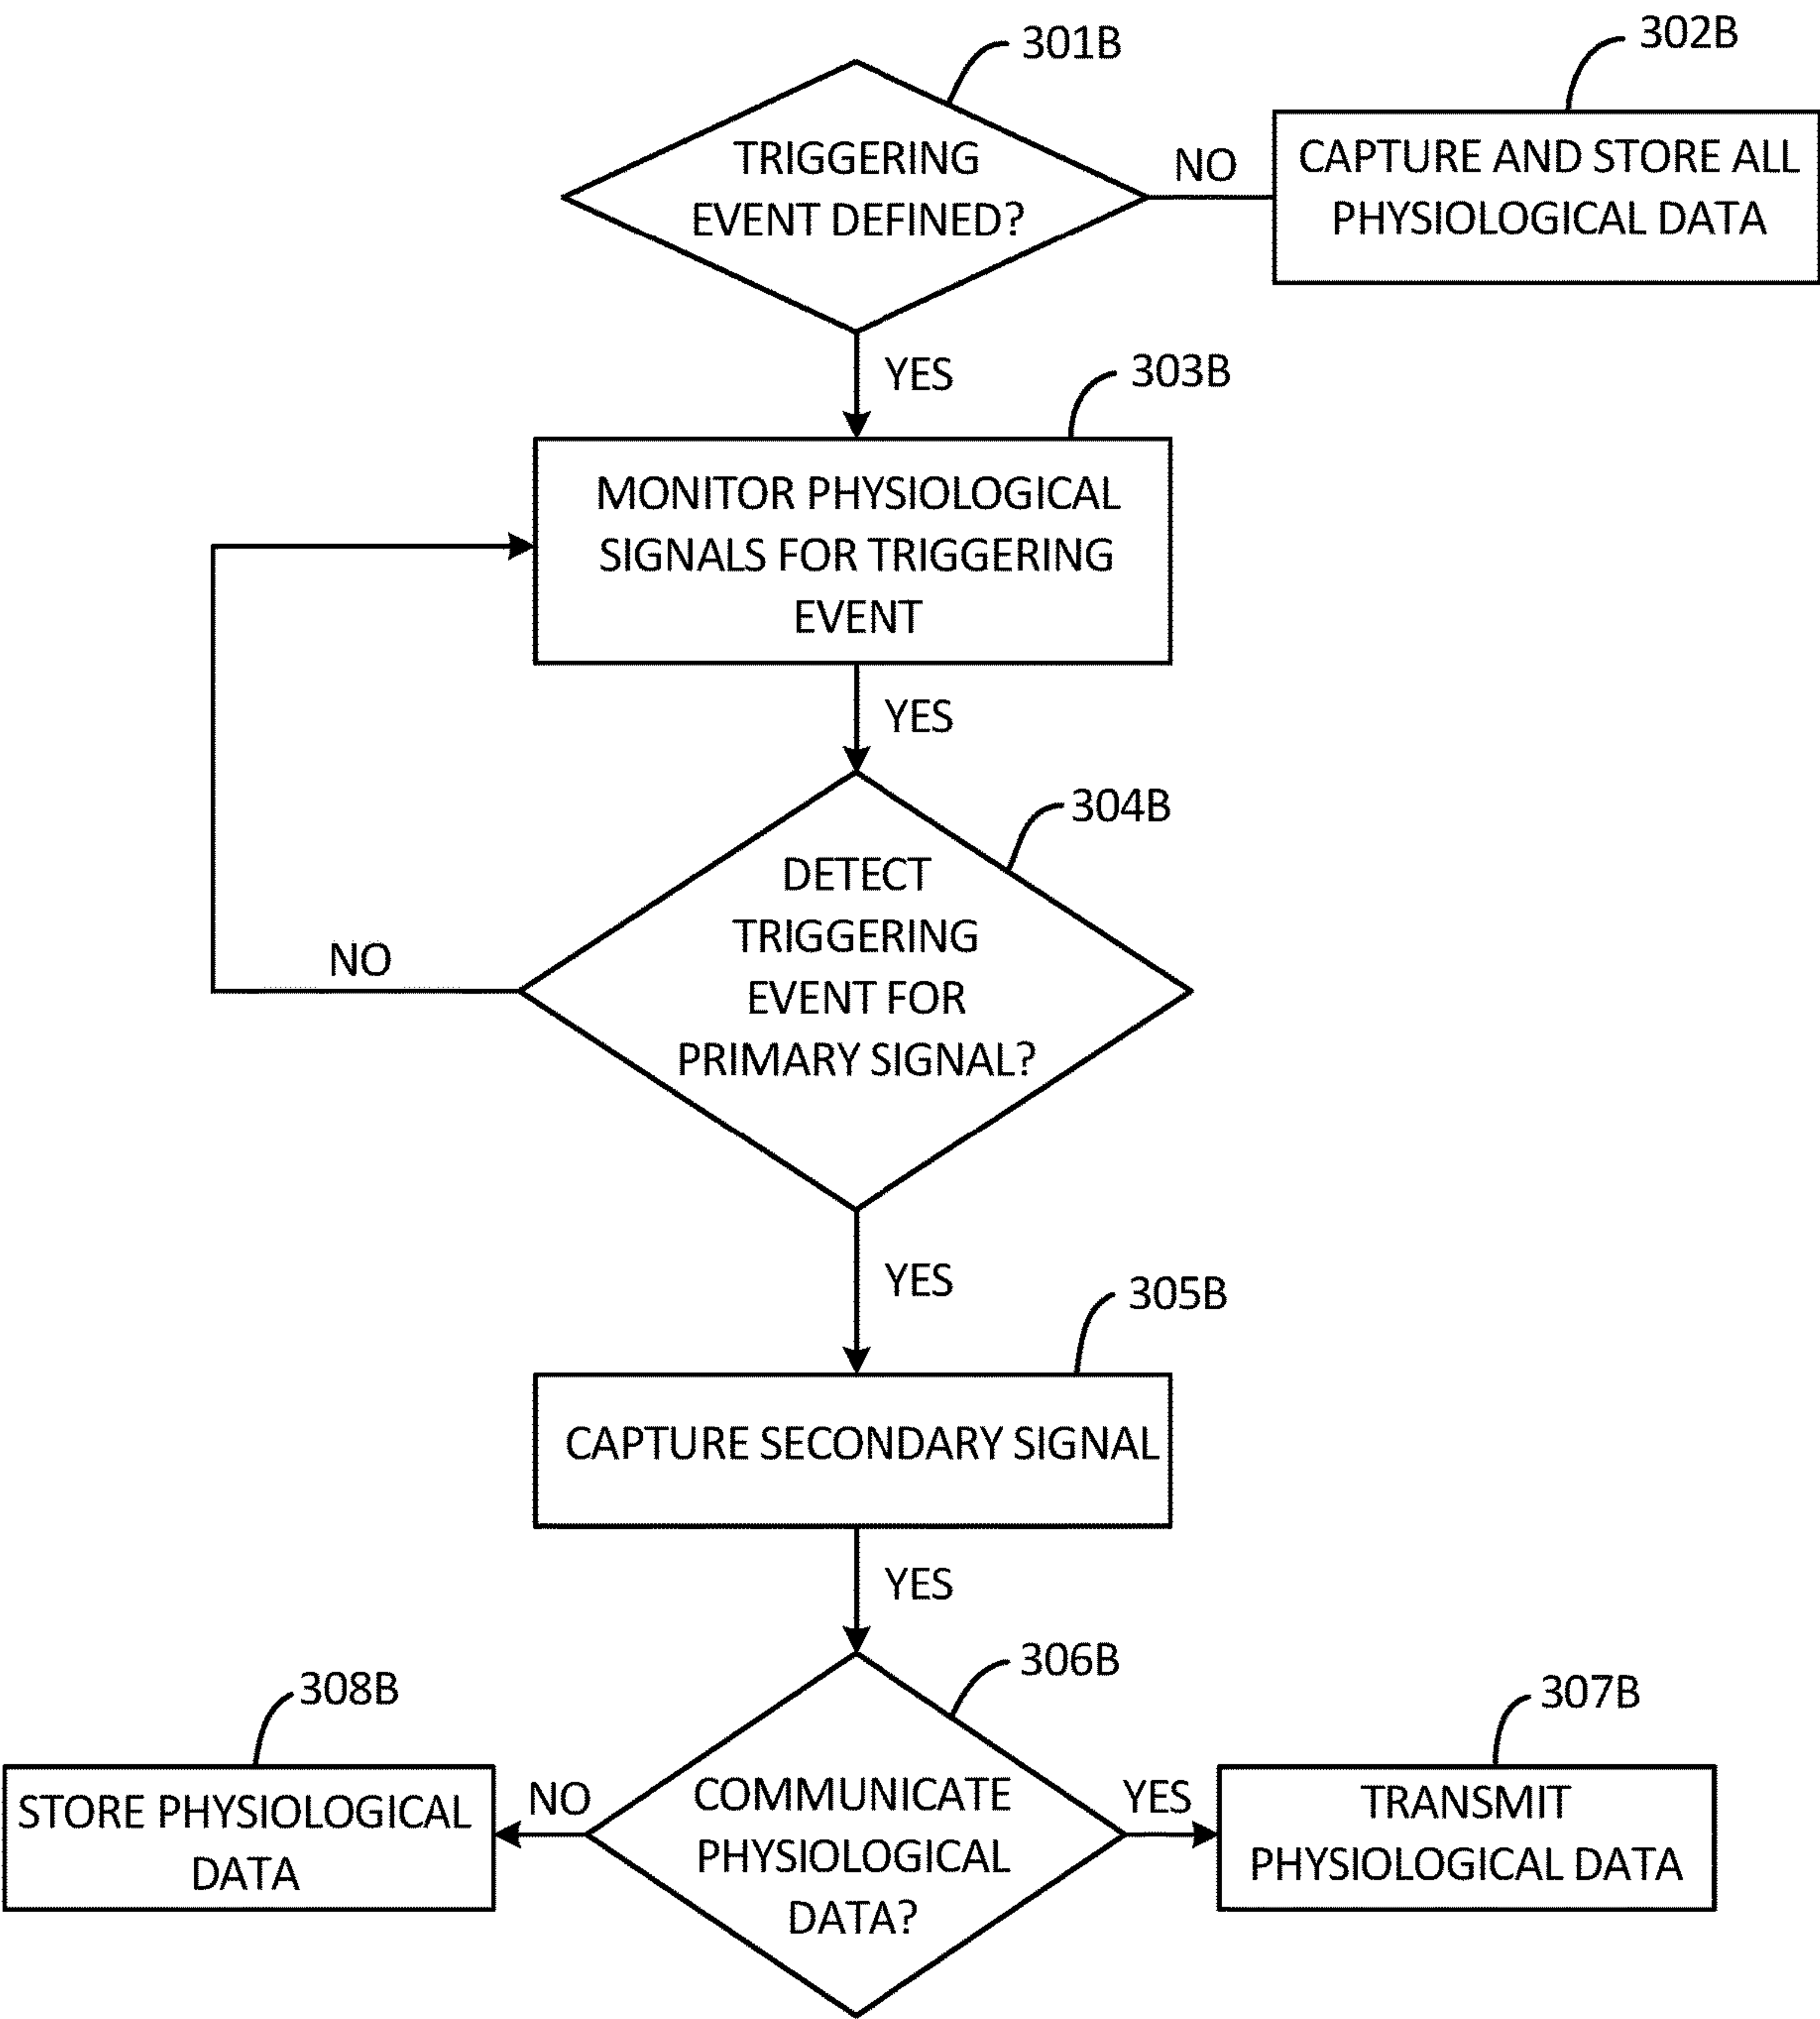 301B
302B
TRIGGERING
EVENT DEFINED?
NO
CAPTURE AND STORE ALL
PHYSIOLOGICAL DATA
YES
303B
MONITOR PHYSIOLOGICAL
SIGNALS FOR TRIGGERING
EVENT
YES
304B
DETECT
TRIGGERING
EVENT FOR
PRIMARY SIGNAL?
NO
YES
305B
CAPTURE SECONDARY SIGNAL
YES
306B
308B
307B
STORE PHYSIOLOGICAL
DATA
NO
COMMUNICATE
PHYSIOLOGICAL
DATA?
YES
TRANSMIT
PHYSIOLOGICAL DATA